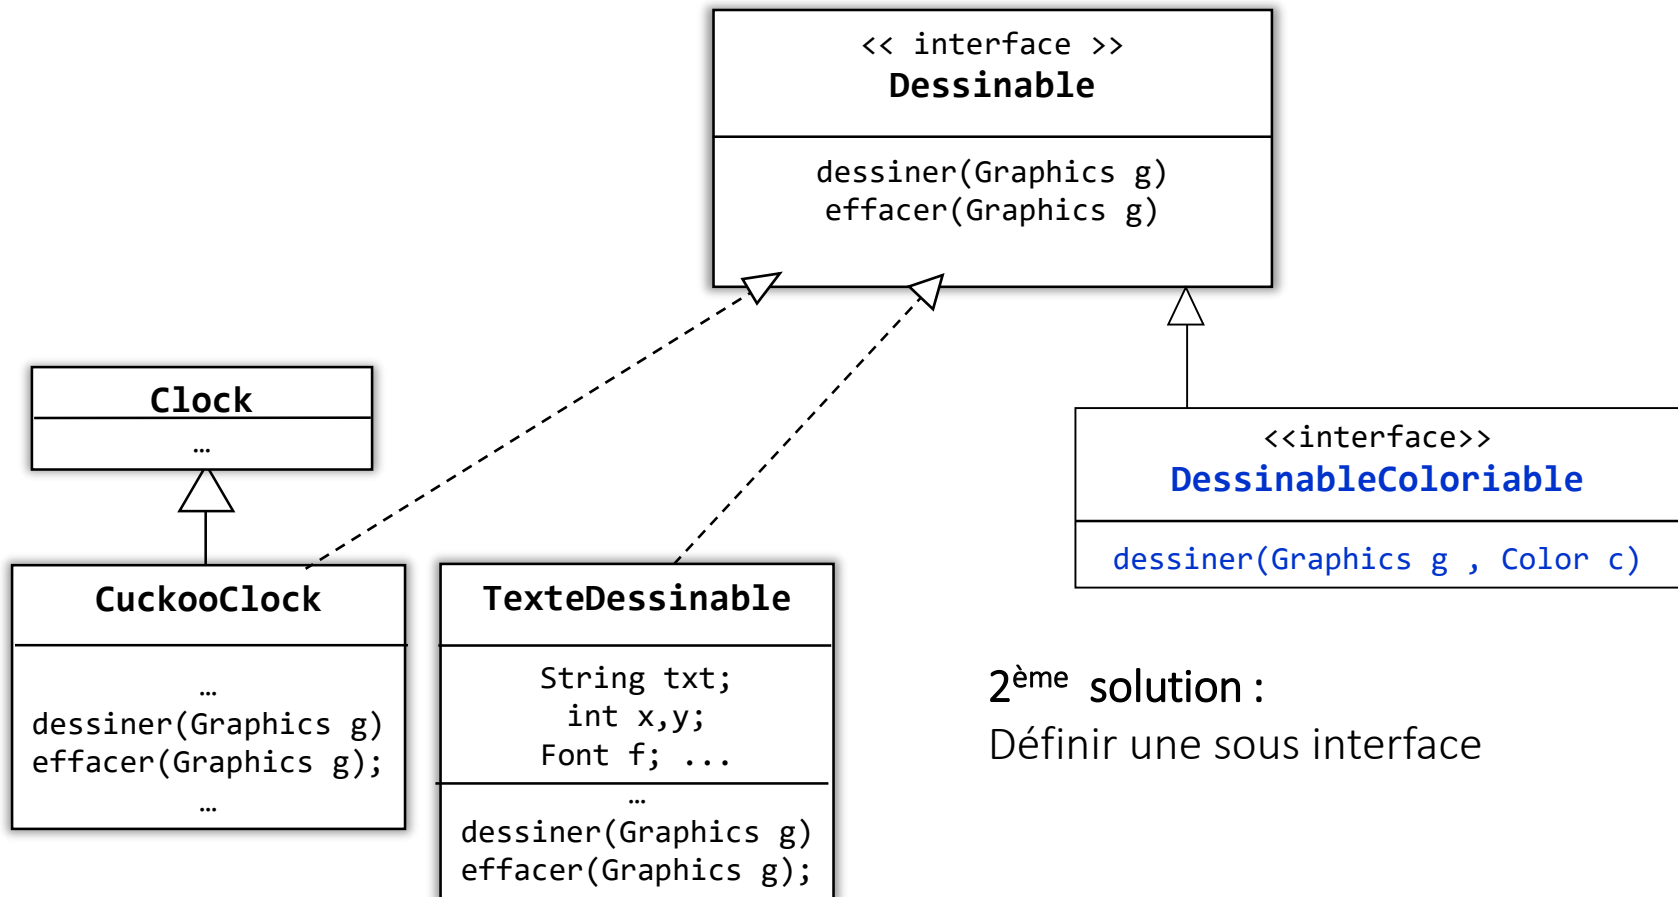 << interface >>
Dessinable
dessiner(Graphics g)
effacer(Graphics g)
Clock
…
CuckooClock
…
dessiner(Graphics g)
effacer(Graphics g);
…
TexteDessinable
String txt;
int x,y;
Font f; ...
…
dessiner(Graphics g)
effacer(Graphics g);
<<interface>>
DessinableColoriable
dessiner(Graphics g , Color c)
2ème solution :
Définir une sous interface